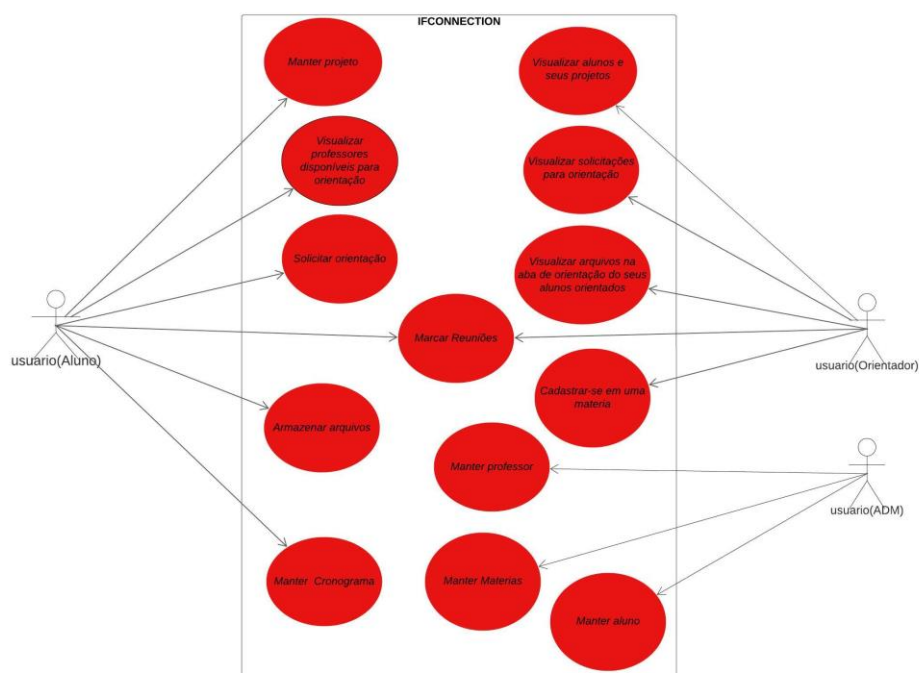 IFCONNECTION
Manter projeto
Visualizar alunos e
seus projetos
Visualizar
professores
disponíveis para
orientação
Visualizar solicitações
para orientação
Solicitar orientação
Visualizar arquivos na
aba de orientação do seus
alunos orientados
usuario(Aluno)
Marcar Reuniões
usuario(Orientador)
Cadastrar-se em uma
materia
Armazenar arquivos
Manter professor
usuario(ADM)
Manter Cronograma
Manter Materias
Manter aluno